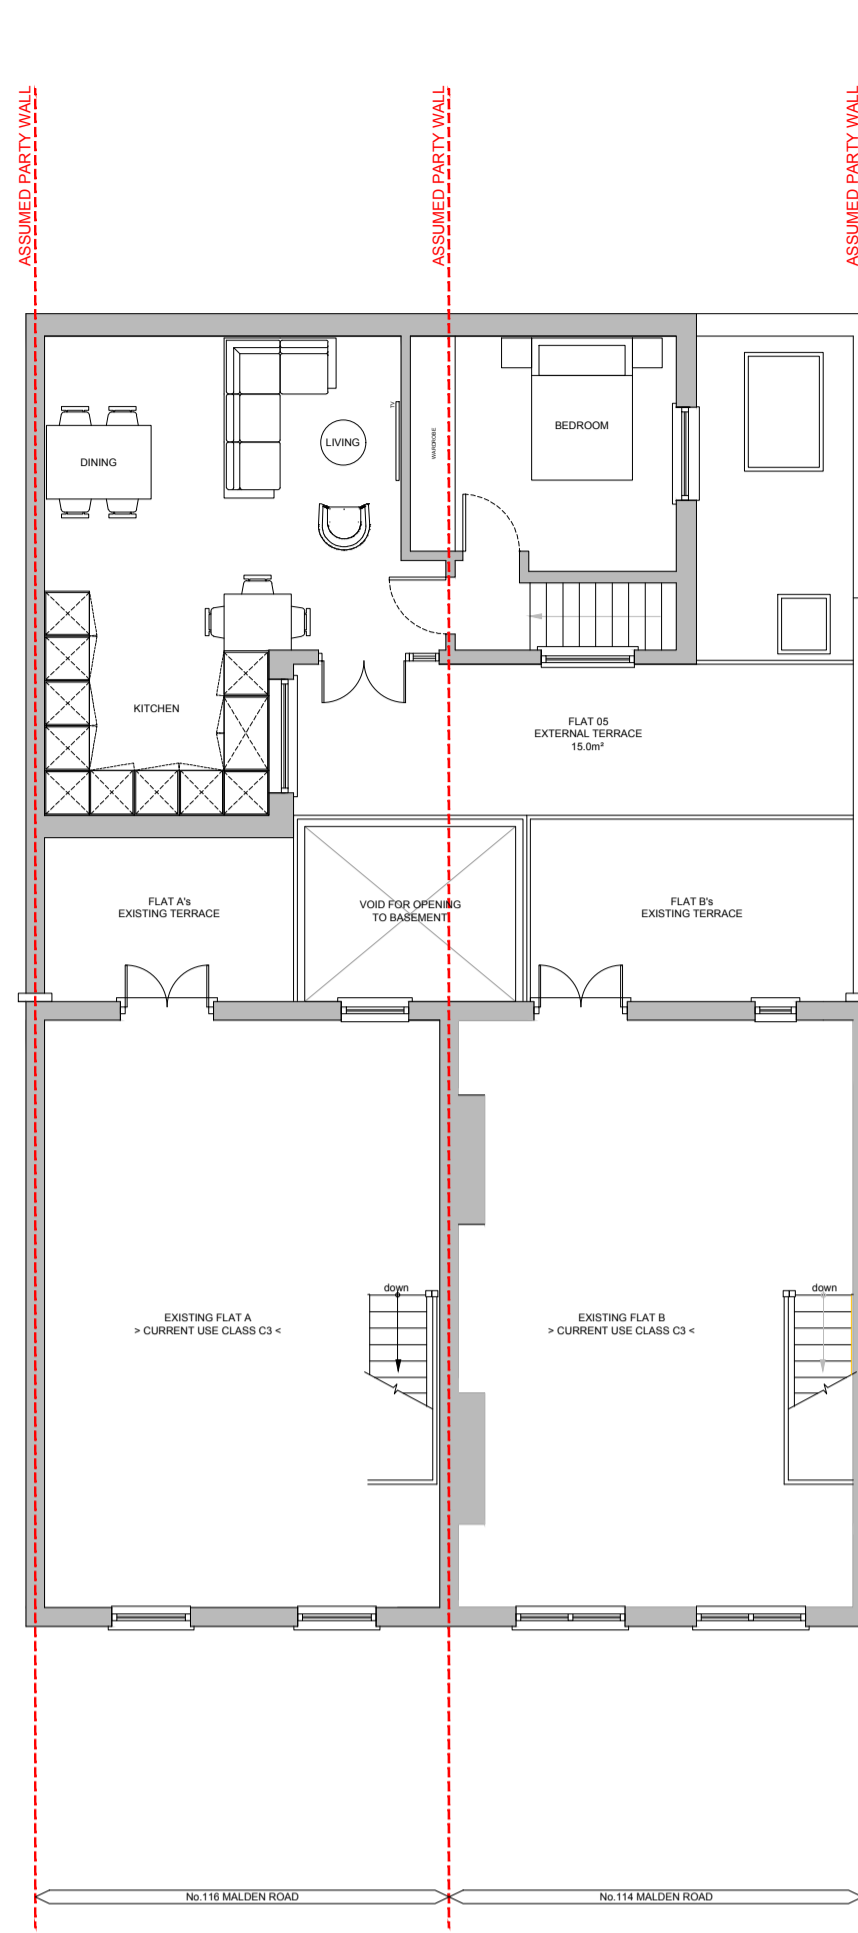 ASSUMED PARTY WALL
ASSUMED PARTY WALL
ASSUMED PARTY WALL
TV
LIVING
WARDROBE
BEDROOM
DINING
KITCHEN
FLAT 05
EXTERNAL TERRACE
15.0m²
FLAT A's
EXISTING TERRACE
VOID FOR OPENING
TO BASEMENT
FLAT B's
EXISTING TERRACE
down
down
EXISTING FLAT A
> CURRENT USE CLASS C3 <
EXISTING FLAT B
> CURRENT USE CLASS C3 <
No.116 MALDEN ROAD
No.114 MALDEN ROAD